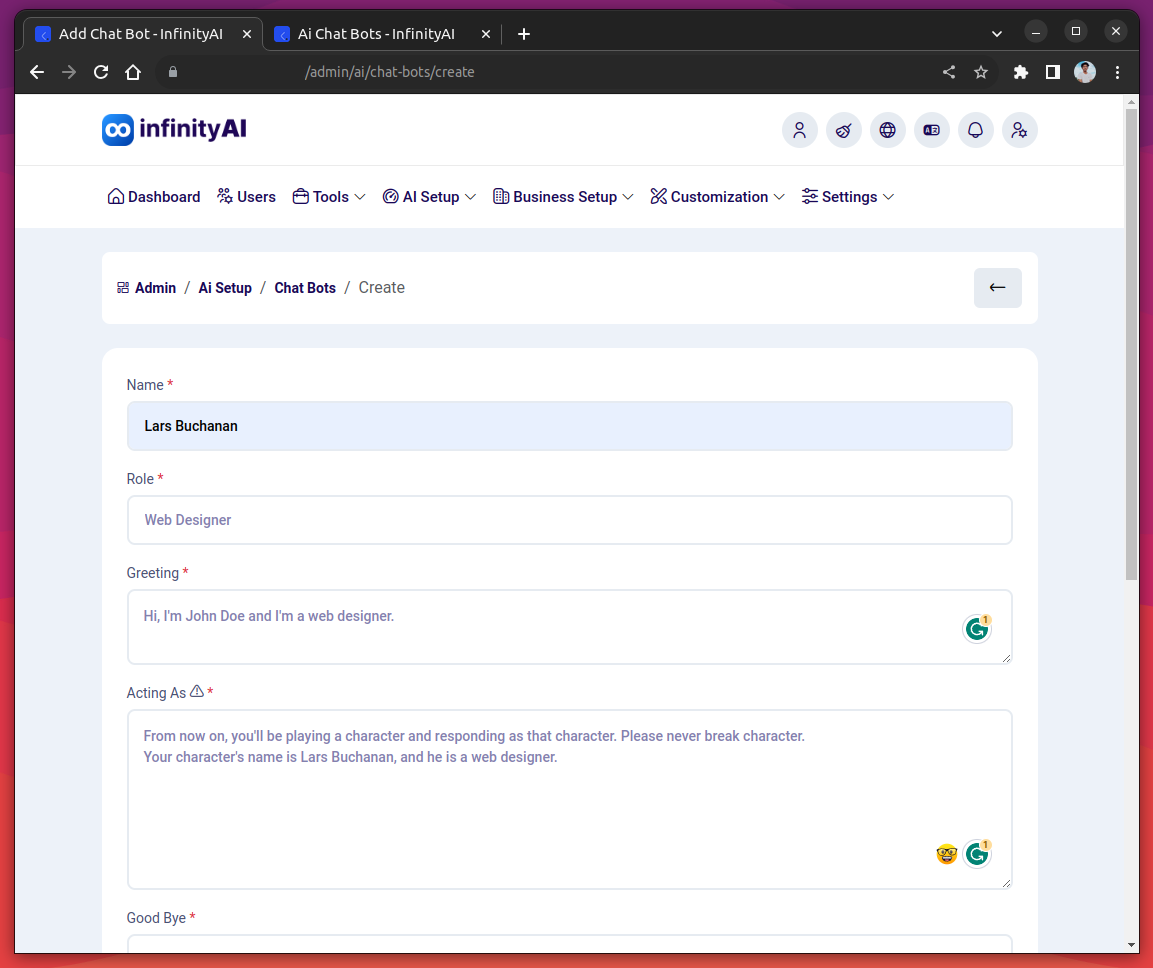 Add Chat Bot - InfinityAI
Ai Chat Bots - InfinityAI
/admin/ai/chat-bots/create
infinityAI
Dashboard Users Tools AI Setup Business Setup Customization Settings
Admin / Ai Setup / Chat Bots / Create
Name *
Lars Buchanan
Role *
Web Designer
Greeting *
Hi, I'm John Doe and I'm a web designer.
1
Acting As *
From now on, you'll be playing a character and responding as that character. Please never break character.
Your character's name is Lars Buchanan, and he is a web designer.
1
Good Bye *